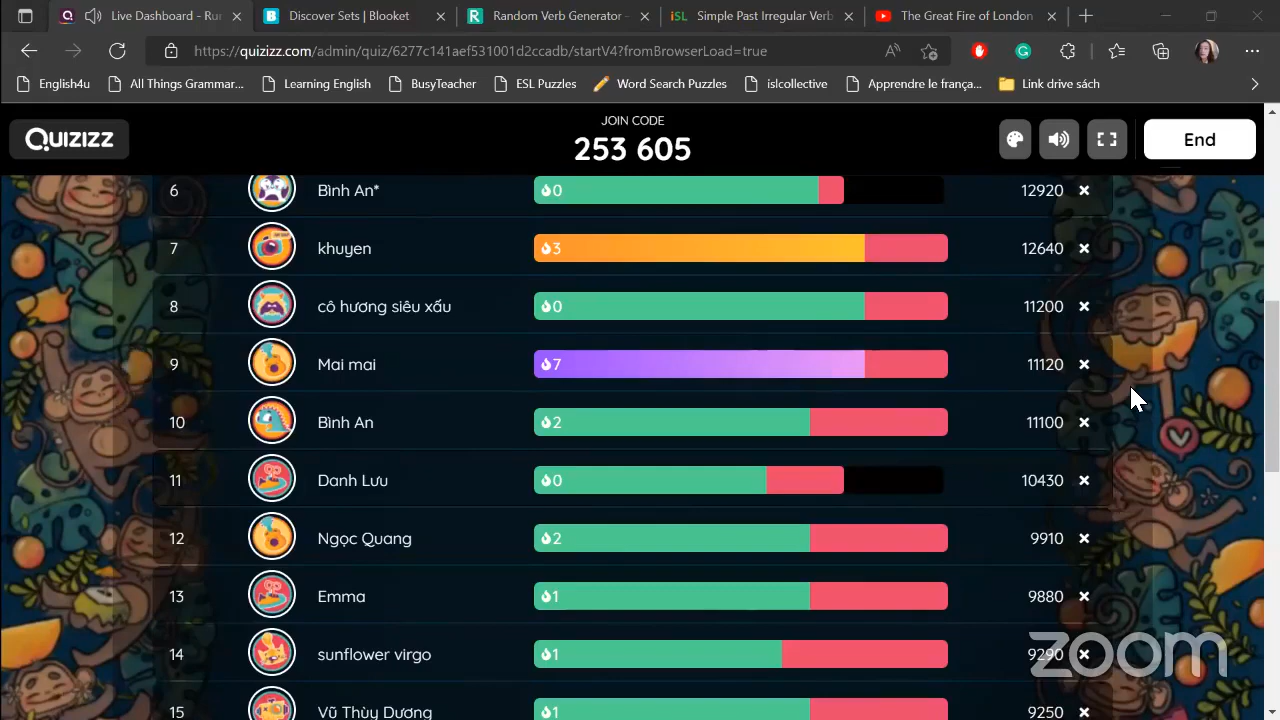 Live Dashboard - Ru
Discover Sets | Blooket
Random Verb Generator -
iSL Simple Past Irregular Verb
The Great Fire of London
https://quizizz.com/admin/quiz/6277c141aef531001d2ccadb/startV4?fromBrowserLoad=true
English4u
All Things Grammar...
Learning English
BusyTeacher
ESL Puzzles
Word Search Puzzles
islcollective
Apprendre le frança...
Link drive sách
Quizizz
JOIN CODE
253 605
End
6 Bình An* 0 12920
7 khuyen 3 12640
8 cô hương siêu xấu 0 11200
9 Mai mai 7 11120
10 Bình An 2 11100
11 Danh Lưu 0 10430
12 Ngọc Quang 2 9910
13 Emma 1 9880
14 sunflower virgo 1 9290
15 Vũ Thùy Dương 1 9250
zoom